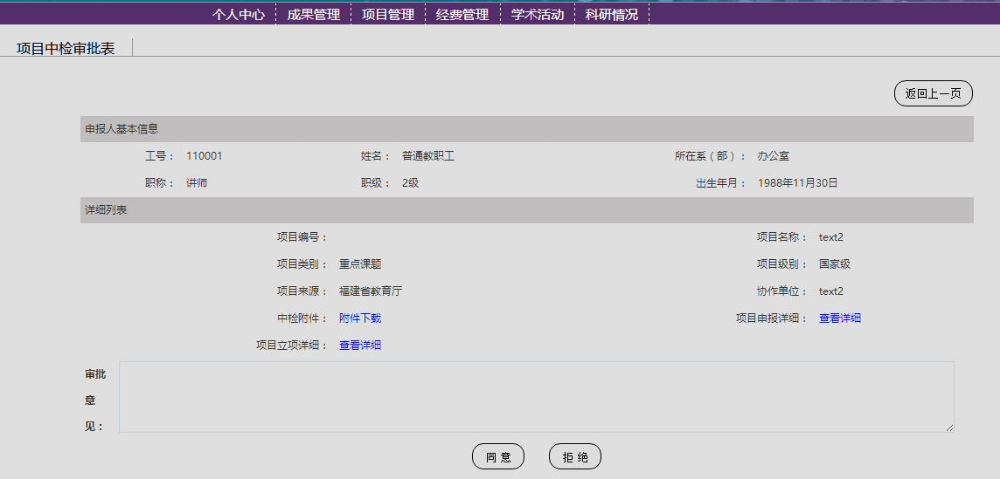 个人中心 成果管理 项目管理 经费管理 学术活动 科研情况
项目中检审批表
返回上一页
申报人基本信息
工号： 110001 姓名： 普通教职工 所在系（部）： 办公室
职称： 讲师 职级： 2级 出生年月： 1988年11月30日
详细列表
项目编号： 项目名称： text2
项目类别： 重点课题 项目级别： 国家级
项目来源： 福建省教育厅 协作单位： text2
中检附件： 附件下载 项目申报详细： 查看详细
项目立项详细： 查看详细
审批
意
见：
同 意 拒 绝